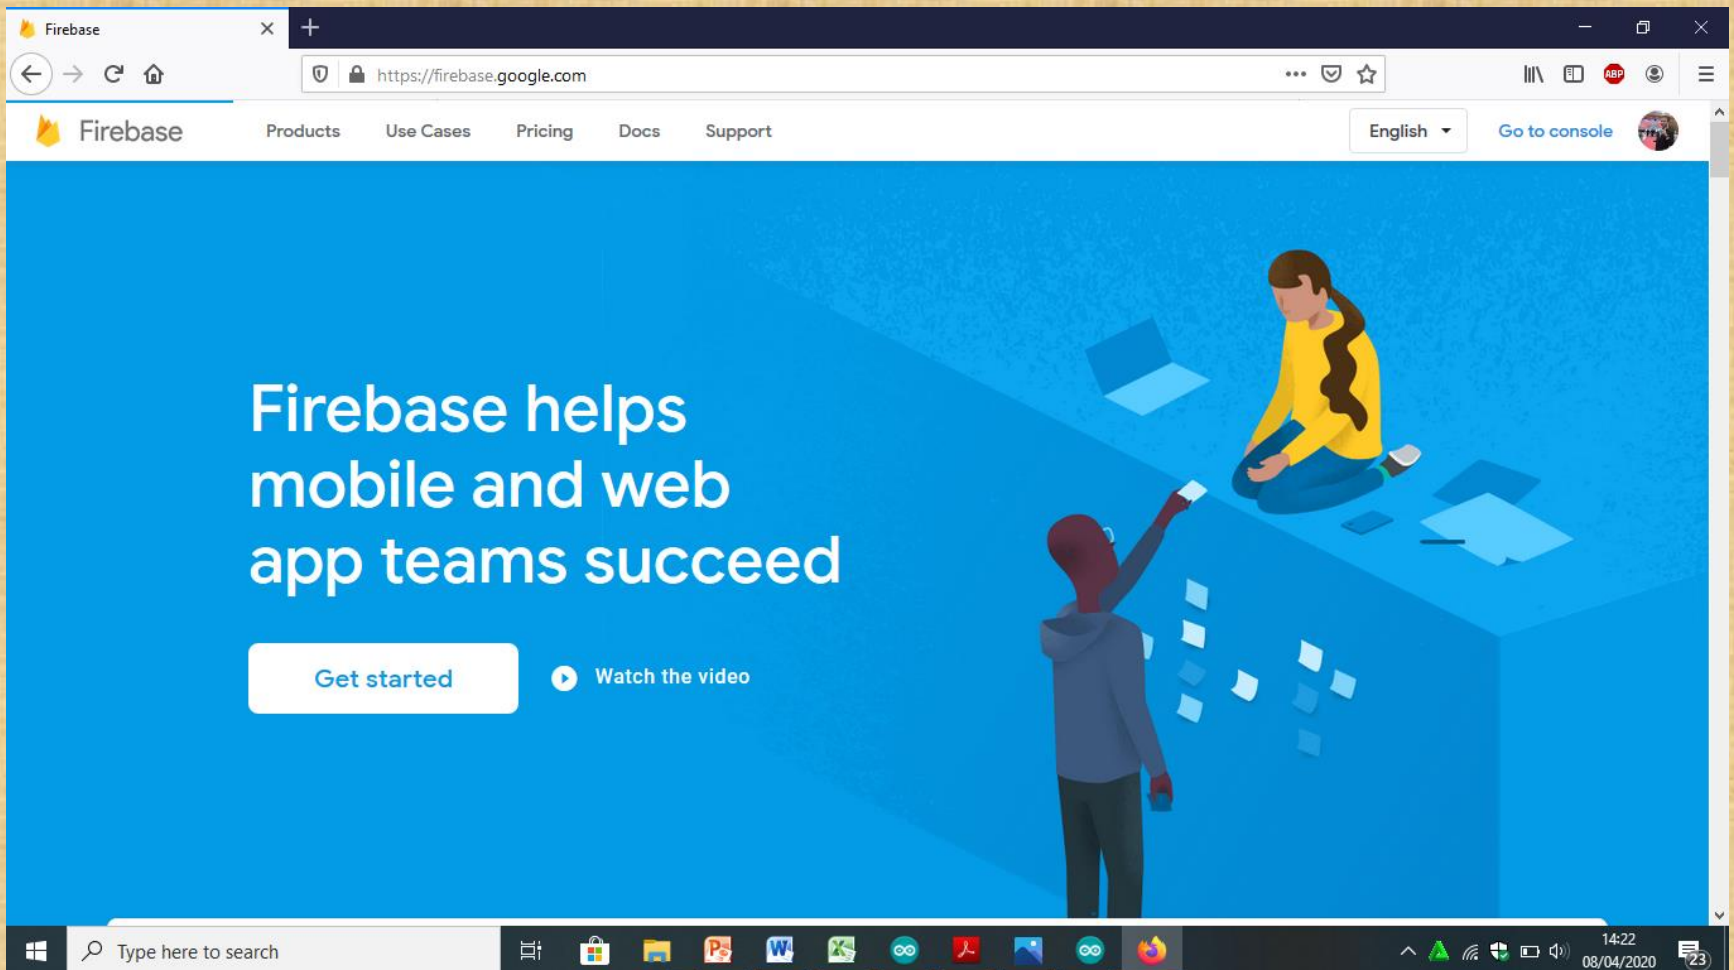 Firebase
https://firebase.google.com
ABP
Firebase
Products
Use Cases
Pricing
Docs
Support
English
Go to console
Firebase helps
mobile and web
app teams succeed
Get started
Watch the video
Type here to search
14:22
08/04/2020
23